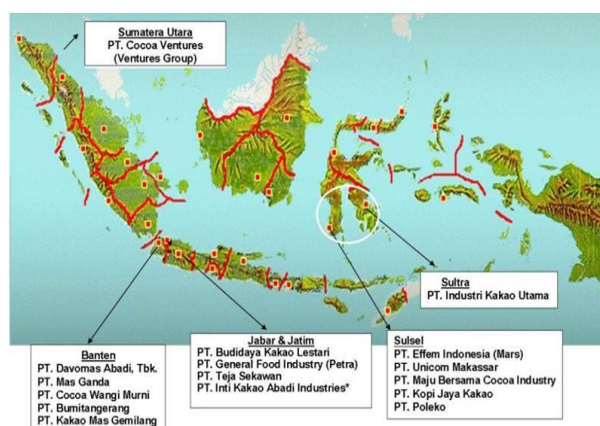 Sumatera Utara
PT. Cocoa Ventures
(Ventures Group)
Sultra
PT. Industri Kakao Utama
Banten
PT. Davomas Abadi, Tbk.
PT. Mas Ganda
PT. Cocoa Wangi Murni
PT. Bumitangerang
PT. Kakao Mas Gemilang
Jabar & Jatim
PT. Budidaya Kakao Lestari
PT. General Food Industry (Petra)
PT. Teja Sekawan
PT. Inti Kakao Abadi Industries*
Sulsel
PT. Effem Indonesia (Mars)
PT. Unicom Makassar
PT. Maju Bersama Cocoa Industry
PT. Kopi Jaya Kakao
PT. Poleko